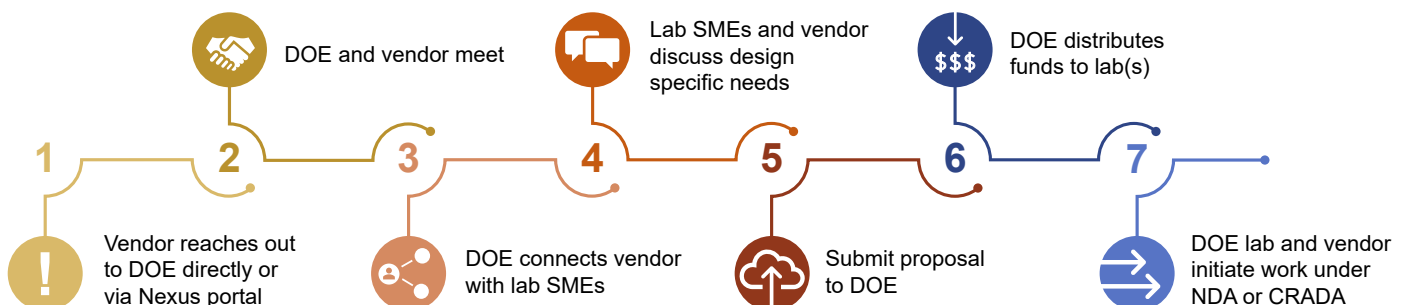 1
Vendor reaches out
to DOE directly or
via Nexus portal
2
DOE and vendor meet
3
DOE connects vendor
with lab SMEs
4
Lab SMEs and vendor
discuss design
specific needs
5
Submit proposal
to DOE
6
$$$
DOE distributes
funds to lab(s)
7
DOE lab and vendor
initiate work under
NDA or CRADA
!